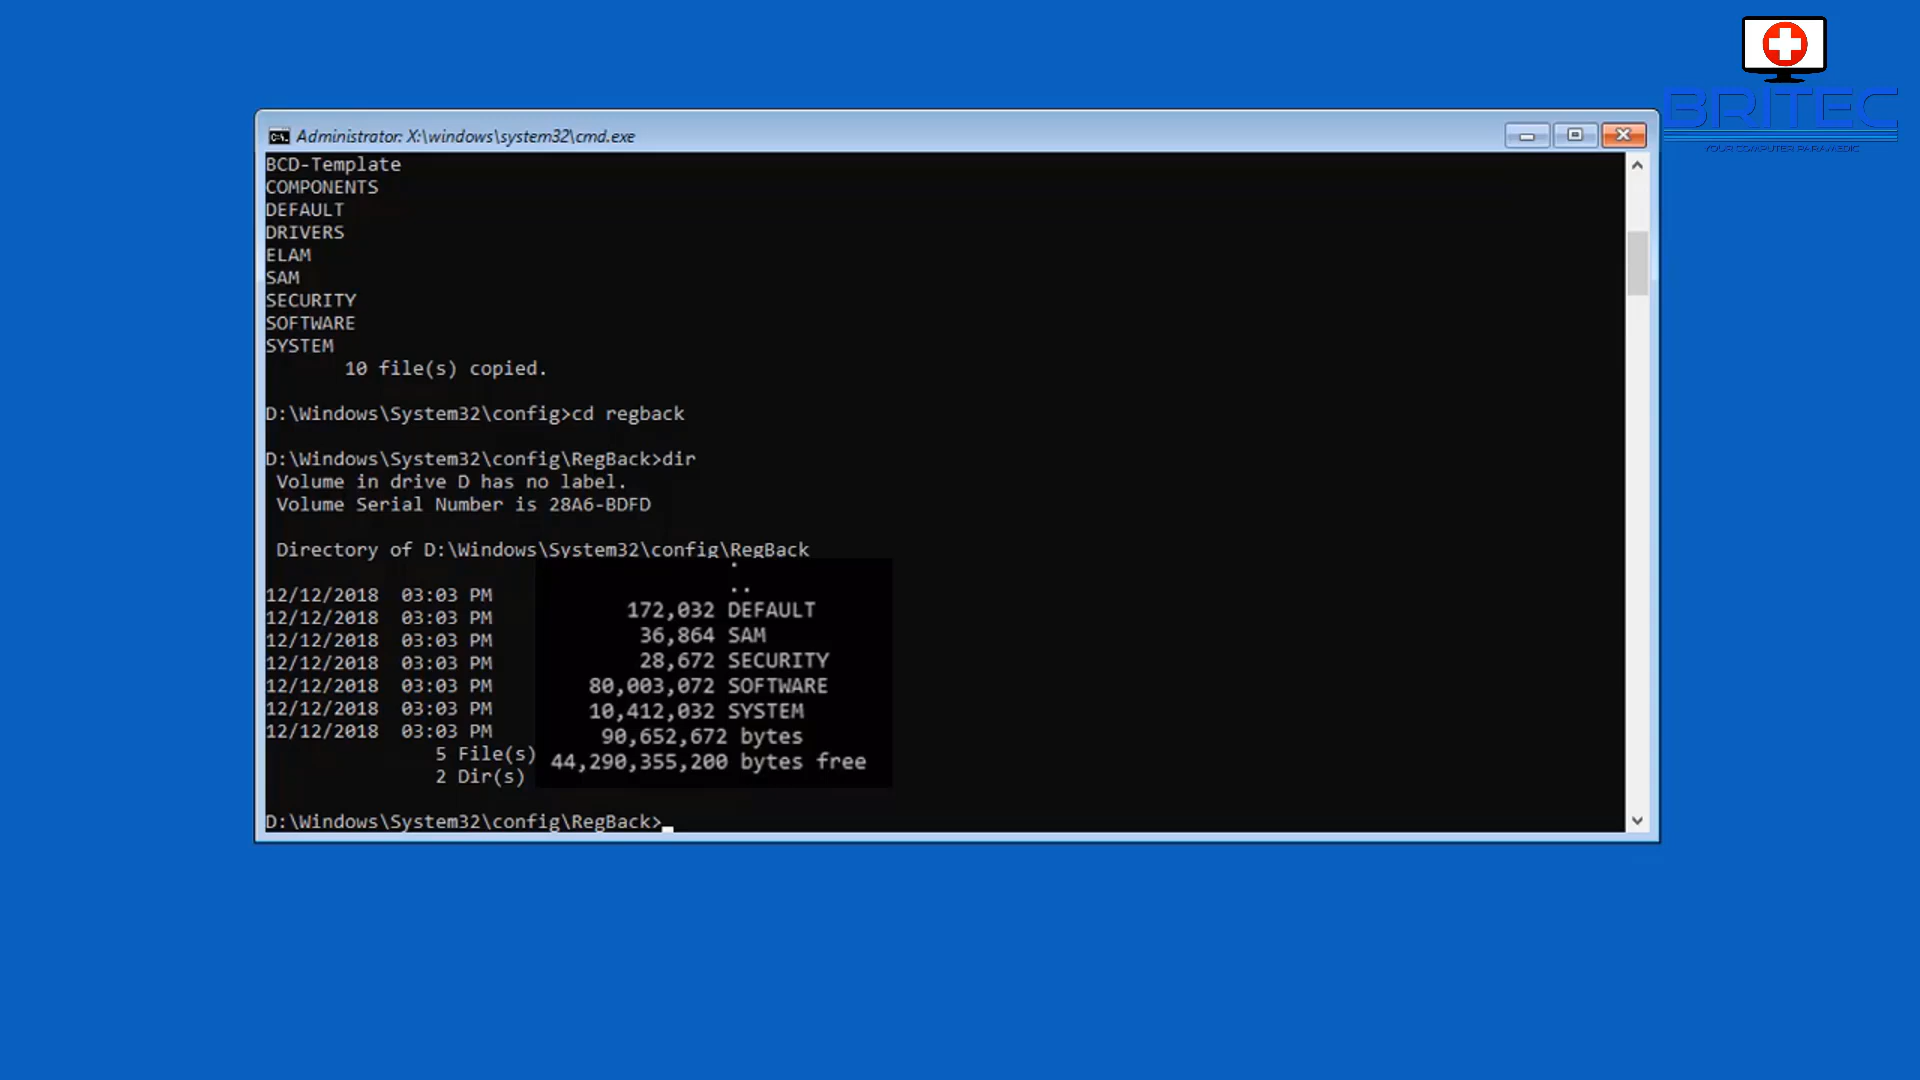 BRITEC
YOUR COMPUTER PARAMEDIC
Administrator: X:\windows\system32\cmd.exe
BCD-Template
COMPONENTS
DEFAULT
DRIVERS
ELAM
SAM
SECURITY
SOFTWARE
SYSTEM
10 file(s) copied.
D:\Windows\System32\config>cd regback
D:\Windows\System32\config\RegBack>dir
Volume in drive D has no label.
Volume Serial Number is 28A6-BDFD
Directory of D:\Windows\System32\config\RegBack
12/12/2018 03:03 PM .
12/12/2018 03:03 PM ..
12/12/2018 03:03 PM 172,032 DEFAULT
12/12/2018 03:03 PM 36,864 SAM
12/12/2018 03:03 PM 28,672 SECURITY
12/12/2018 03:03 PM 80,003,072 SOFTWARE
12/12/2018 03:03 PM 10,412,032 SYSTEM
5 File(s) 90,652,672 bytes
2 Dir(s) 44,290,355,200 bytes free
D:\Windows\System32\config\RegBack>